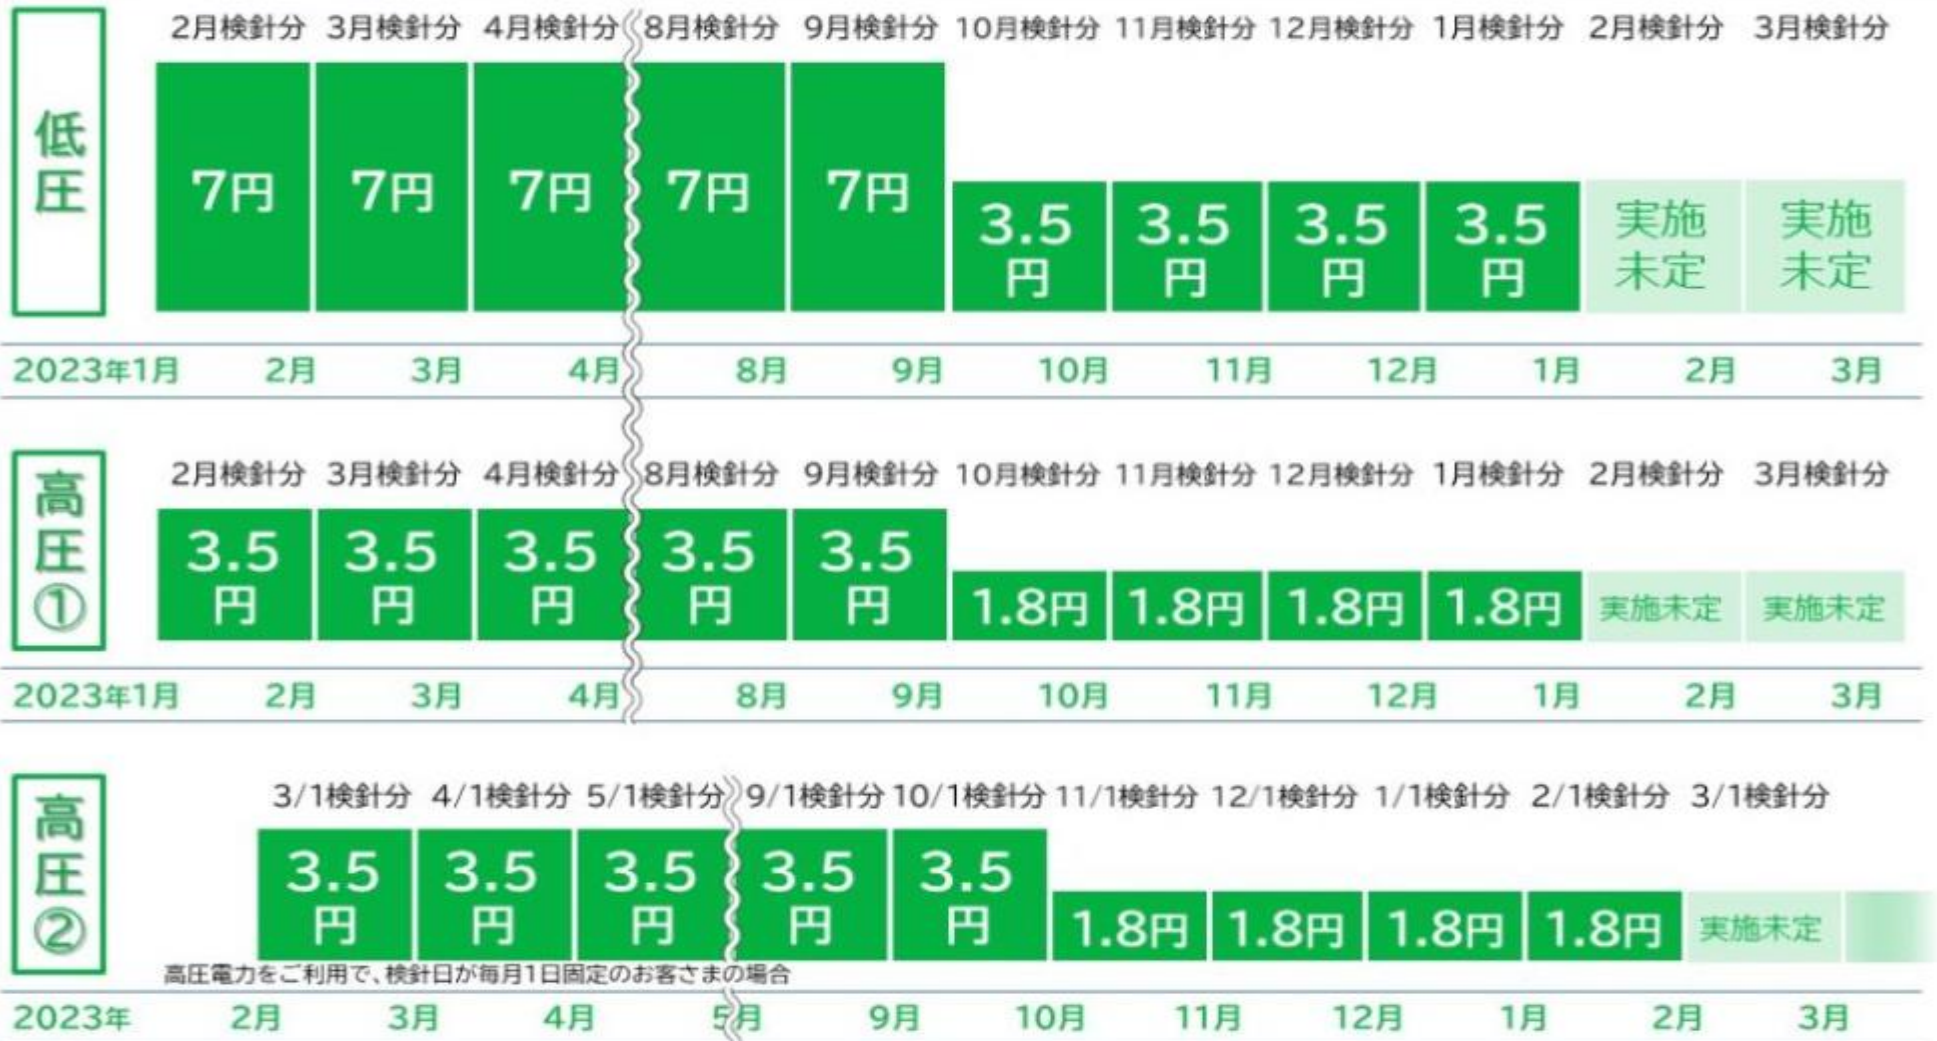 低圧
2月検針分 3月検針分 4月検針分 8月検針分 9月検針分 10月検針分 11月検針分 12月検針分 1月検針分 2月検針分 3月検針分
7円 7円 7円 7円 7円 3.5円 3.5円 3.5円 3.5円 実施未定 実施未定
2023年1月 2月 3月 4月 8月 9月 10月 11月 12月 1月 2月 3月
高圧①
2月検針分 3月検針分 4月検針分 8月検針分 9月検針分 10月検針分 11月検針分 12月検針分 1月検針分 2月検針分 3月検針分
3.5円 3.5円 3.5円 3.5円 3.5円 1.8円 1.8円 1.8円 1.8円 実施未定 実施未定
2023年1月 2月 3月 4月 8月 9月 10月 11月 12月 1月 2月 3月
高圧②
3/1検針分 4/1検針分 5/1検針分 9/1検針分 10/1検針分 11/1検針分 12/1検針分 1/1検針分 2/1検針分 3/1検針分
3.5円 3.5円 3.5円 3.5円 3.5円 1.8円 1.8円 1.8円 1.8円 実施未定
高圧電力をご利用で、検針日が毎月1日固定のお客さまの場合
2023年 2月 3月 4月 5月 9月 10月 11月 12月 1月 2月 3月